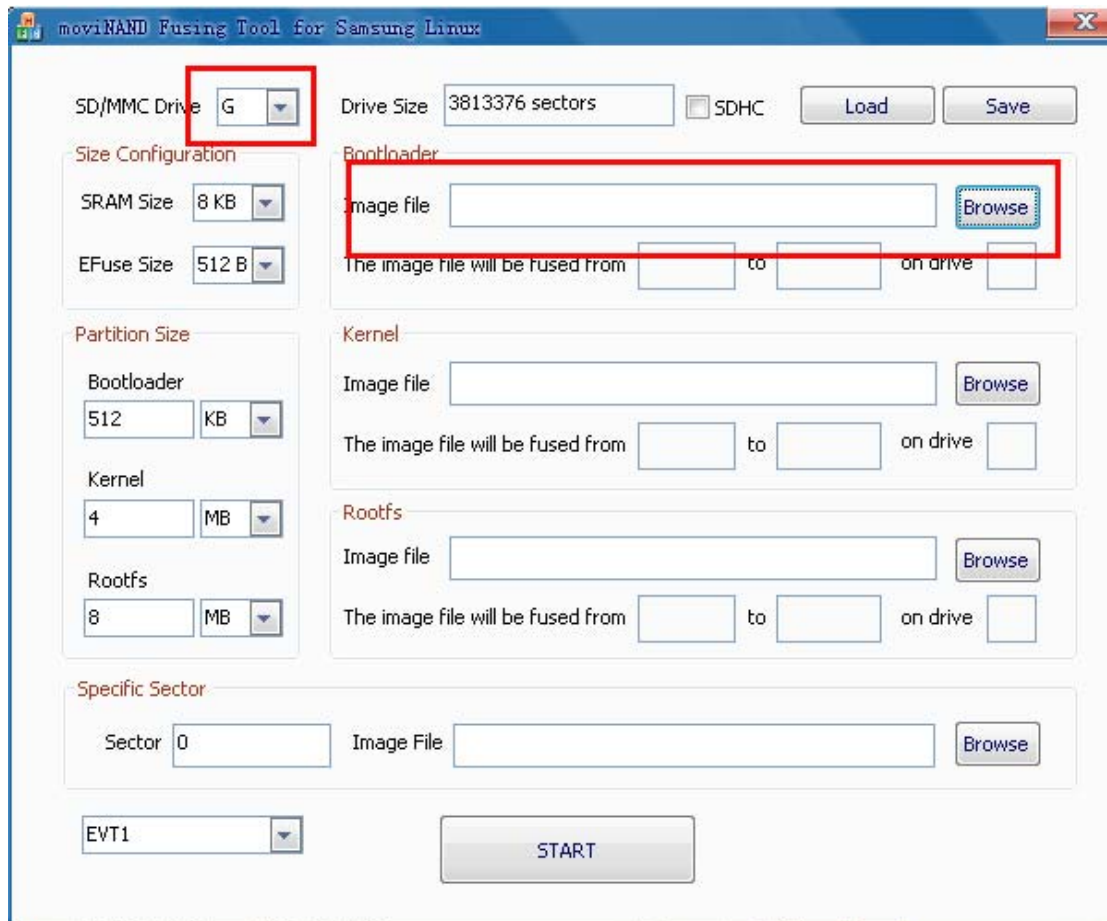 moviNAND Fusing Tool for Samsung Linux
SD/MMC Drive G Drive Size 3813376 sectors SDHC Load Save
Size Configuration
SRAM Size 8 KB
EFuse Size 512 B
Bootloader
Image file Browse
The image file will be fused from to on drive
Partition Size
Bootloader
512 KB
Kernel
4 MB
Rootfs
8 MB
Kernel
Image file Browse
The image file will be fused from to on drive
Rootfs
Image file Browse
The image file will be fused from to on drive
Specific Sector
Sector 0 Image File Browse
EVT1 START